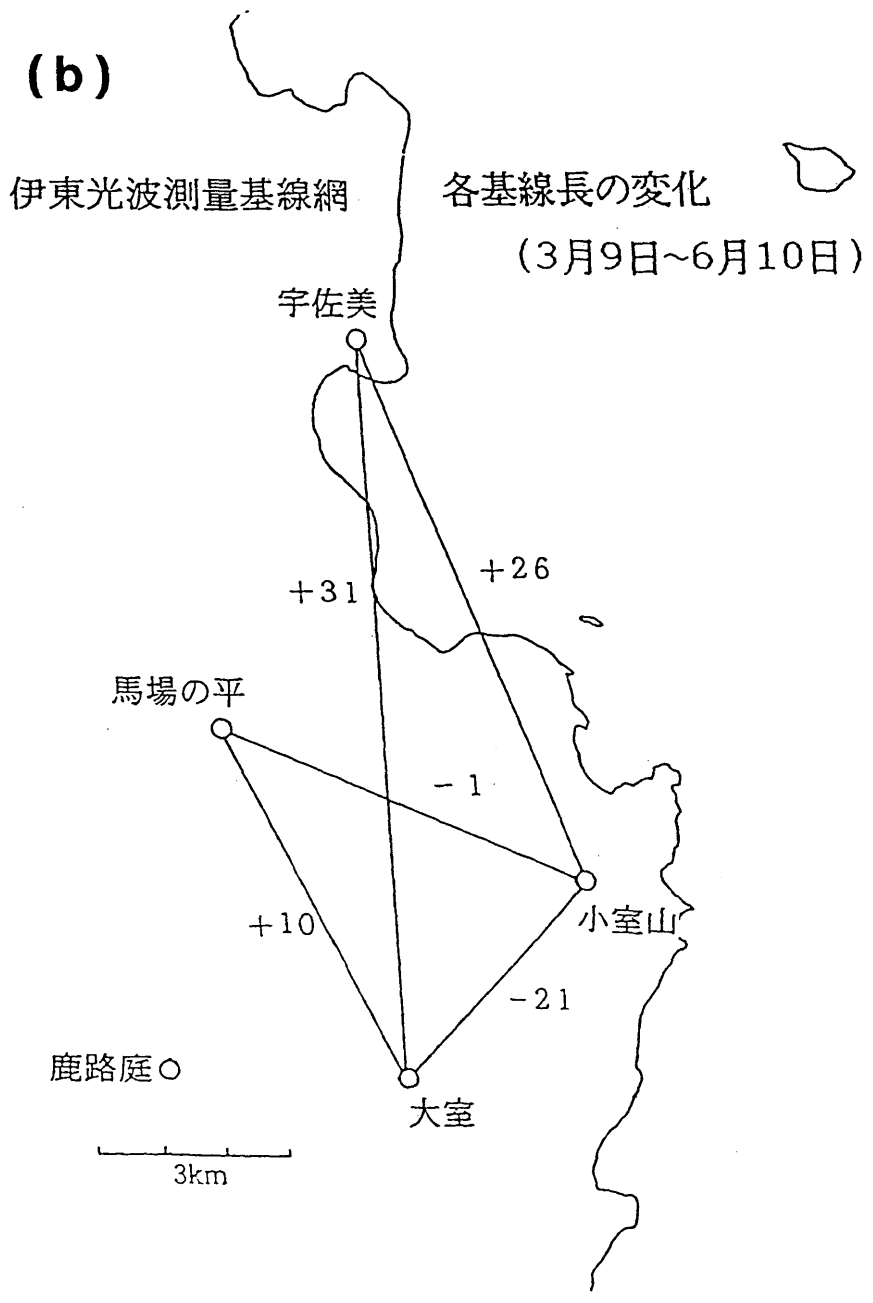 (b)
伊東光波測量基線網
各基線長の変化
(3月9日~6月10日)
宇佐美
+26
+31
馬場の平
-1
小室山
+10
-21
鹿路庭
大室
3km